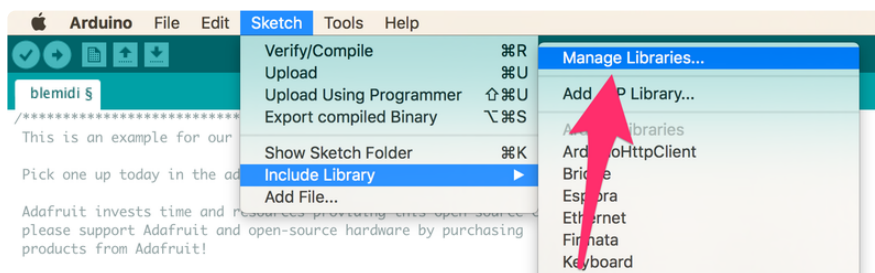 Arduino File Edit Sketch Tools Help
blemidi §
/***************************
This is an example for our
Pick one up today in the ad
Adafruit invests time and
please support Adafruit and open-source hardware by purchasing
products from Adafruit!
Verify/Compile ⌘R
Upload ⌘U
Upload Using Programmer ⇧⌘U
Export compiled Binary ⌥⌘S
Show Sketch Folder ⌘K
Include Library ▶
Add File...
Manage Libraries...
Add Library...
Libraries
HttpClient
Ethernet
Keyboard